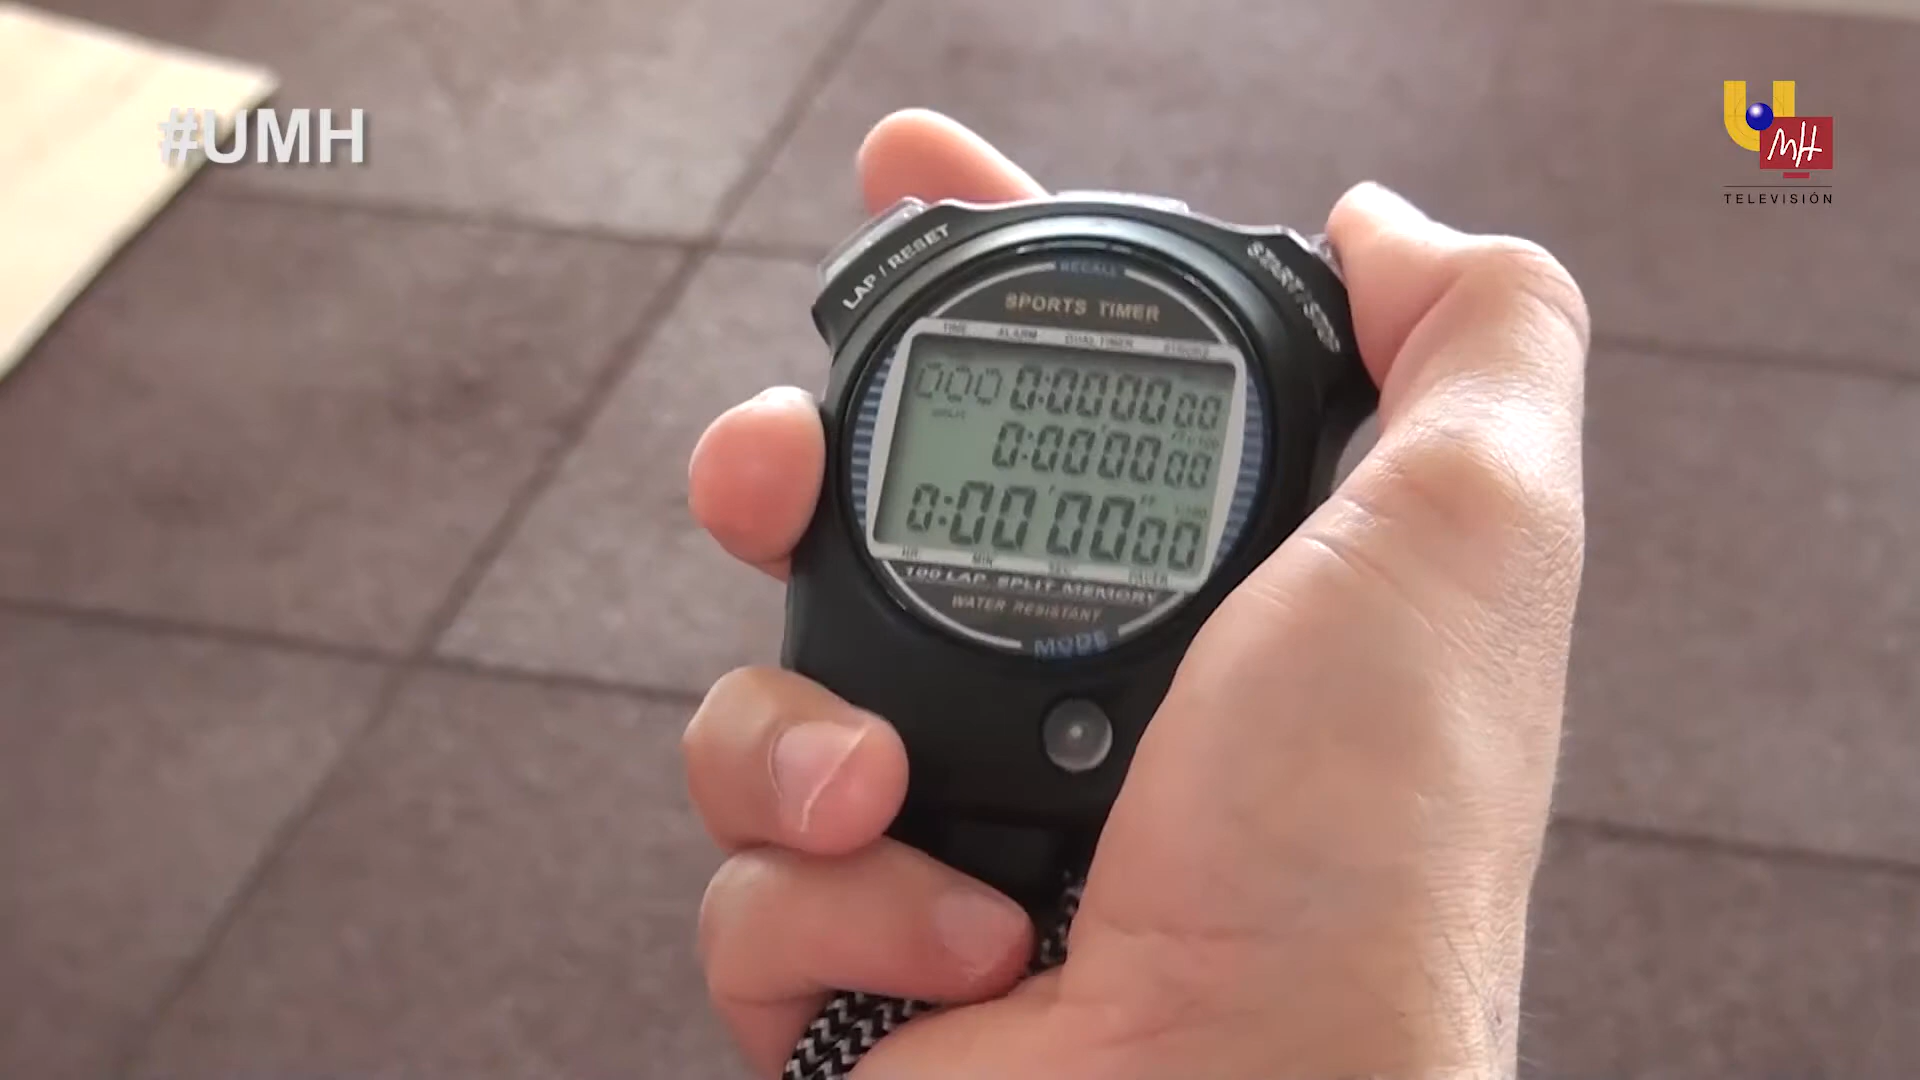 #UMH
UMH
TELEVISIÓN
LAP / RESET
START / STOP
RECALL
SPORTS TIMER
TIME ALARM DUAL TIMER
000 0:00'00 00
0:00'00 00
0:00'00"00
HR. MIN SEC
100 LAP SPLIT MEMORY
WATER RESISTANT
MODE